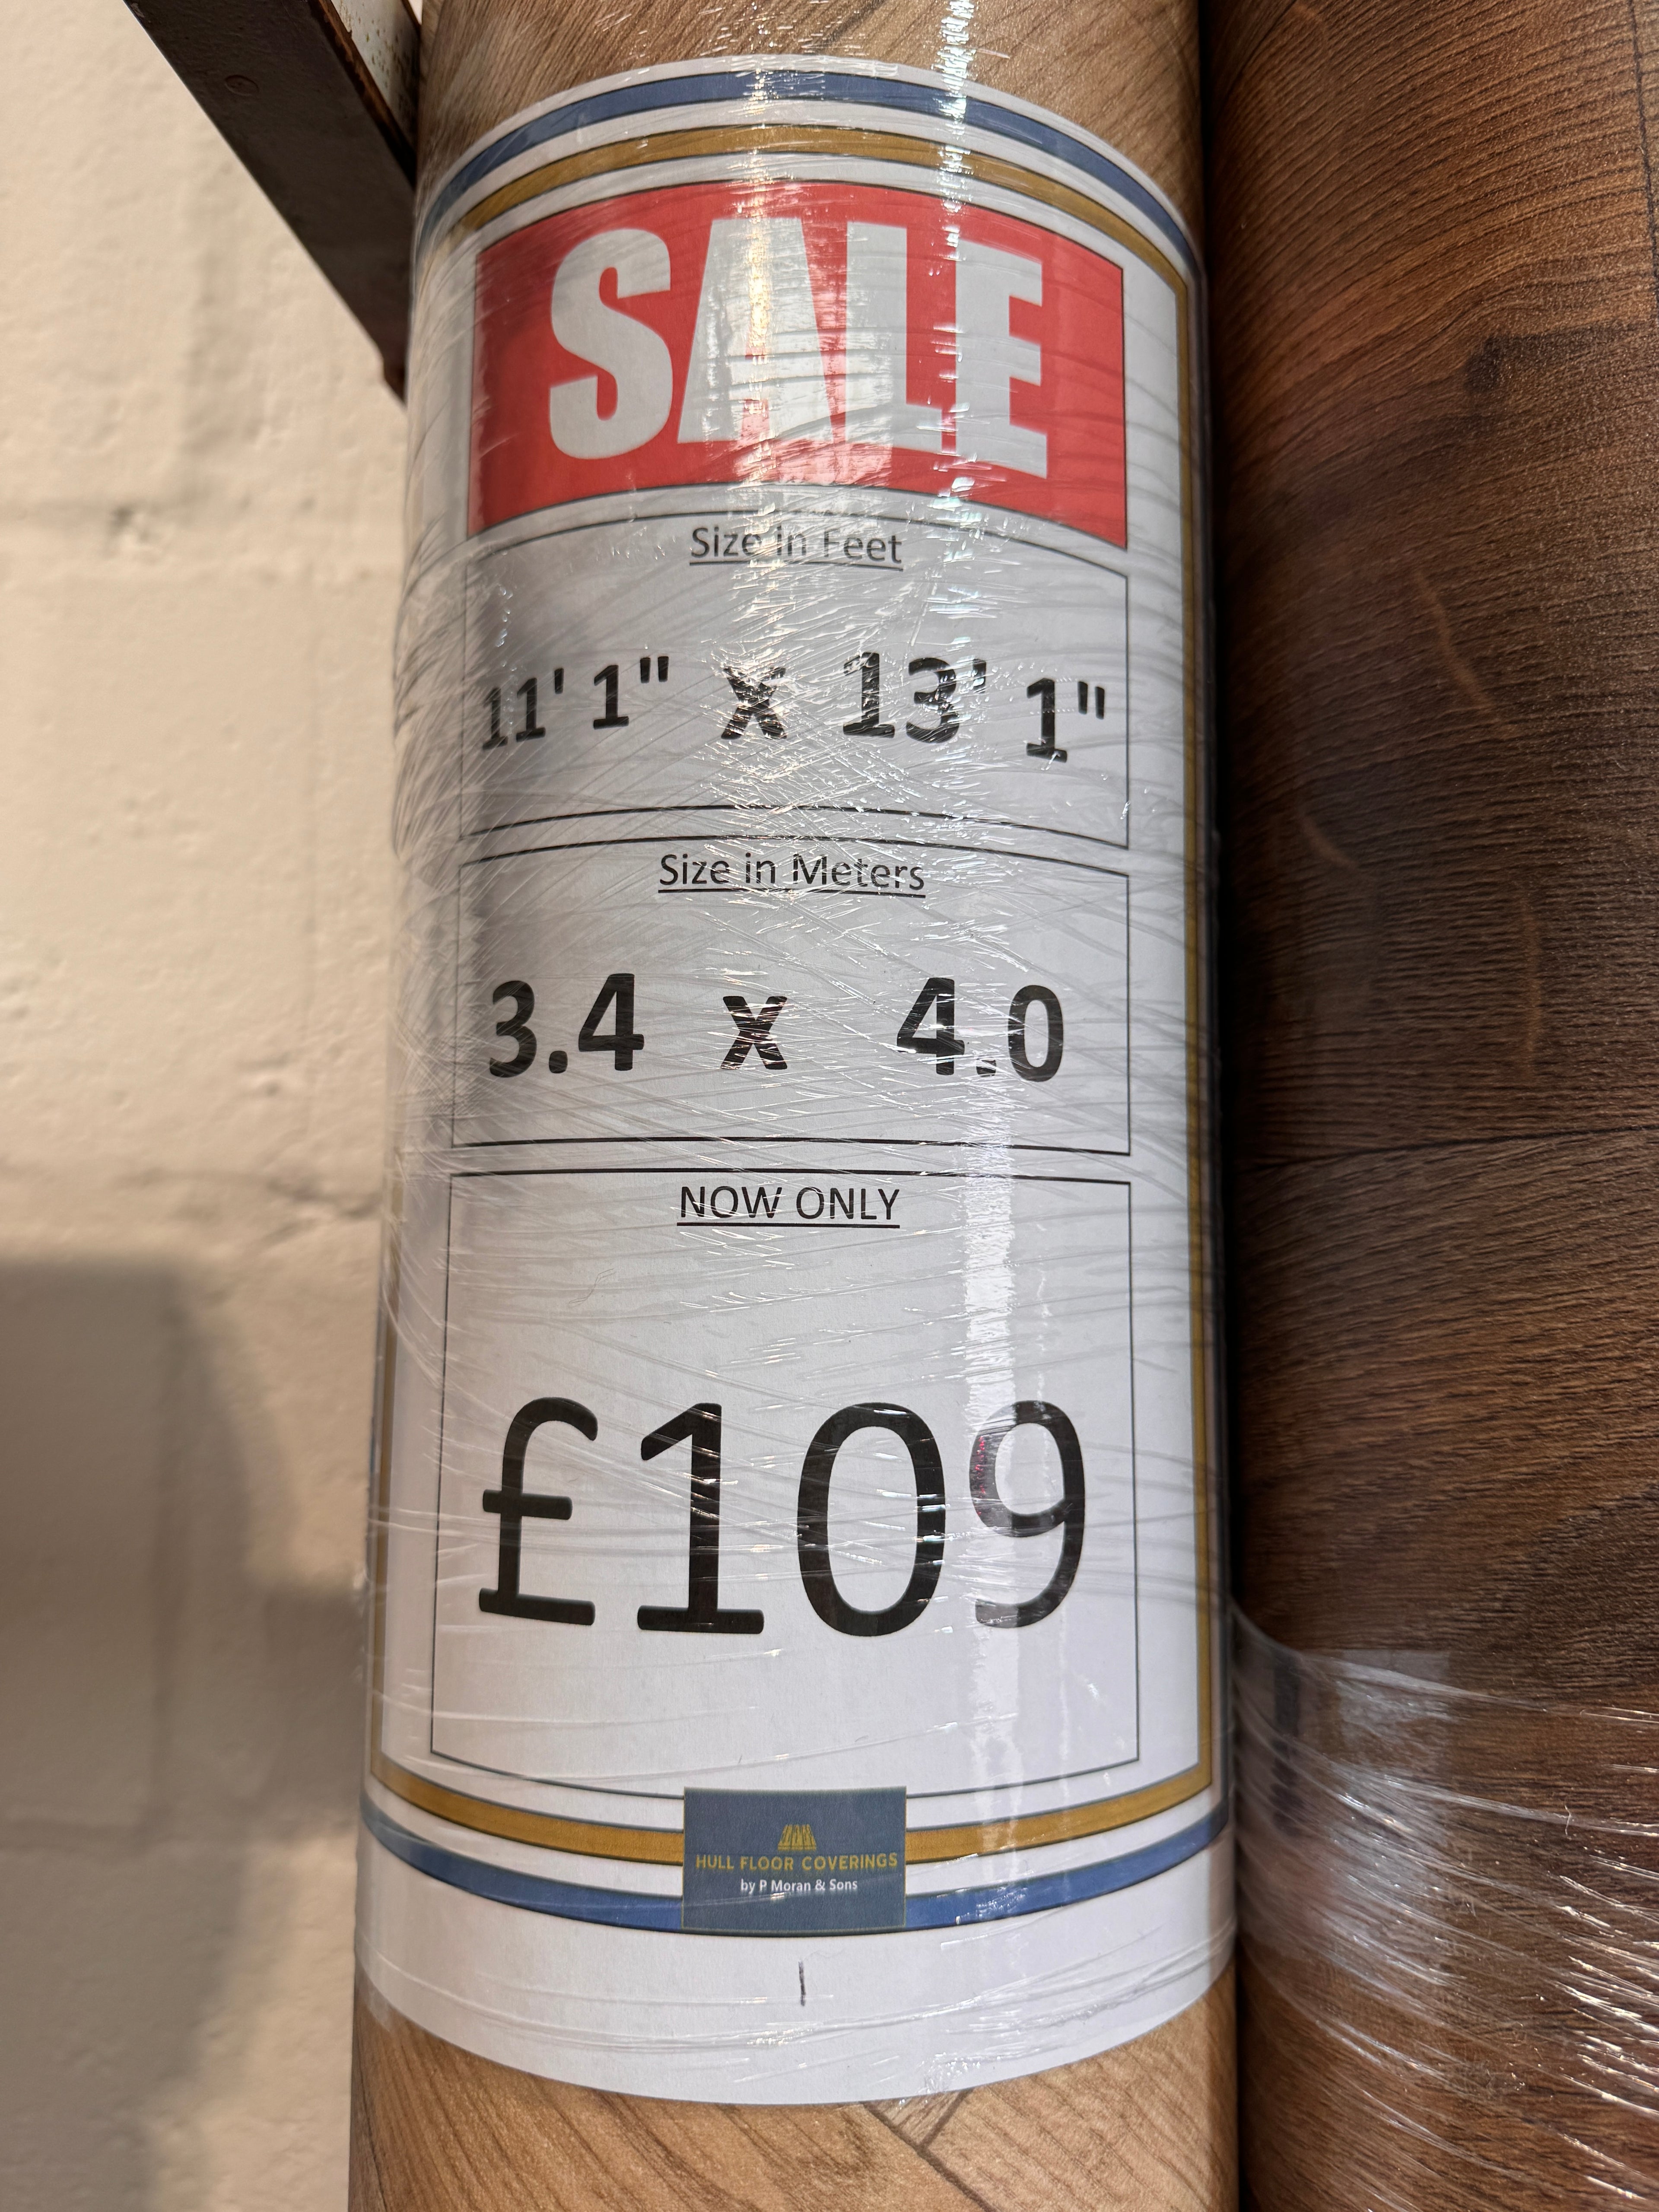 SALE
Size in Feet
11' 1" X 13' 1"
Size in Meters
3.4 x 4.0
NOW ONLY
£109
HULL FLOOR COVERINGS
by P Moran & Sons